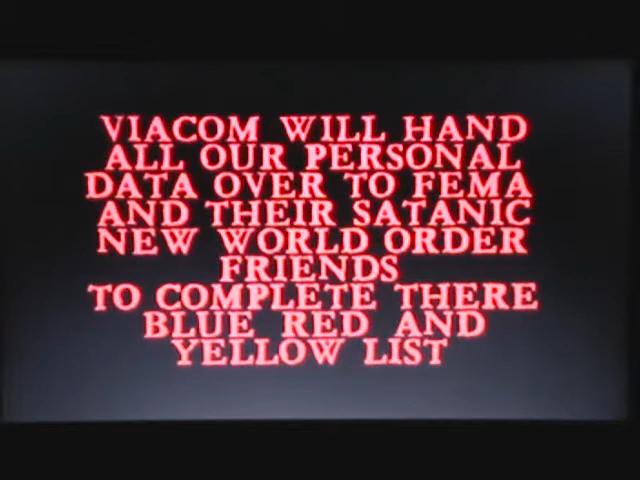 VIACOM WILL HAND
ALL OUR PERSONAL
DATA OVER TO FEMA
AND THEIR SATANIC
NEW WORLD ORDER
FRIENDS
TO COMPLETE THERE
BLUE RED AND
YELLOW LIST